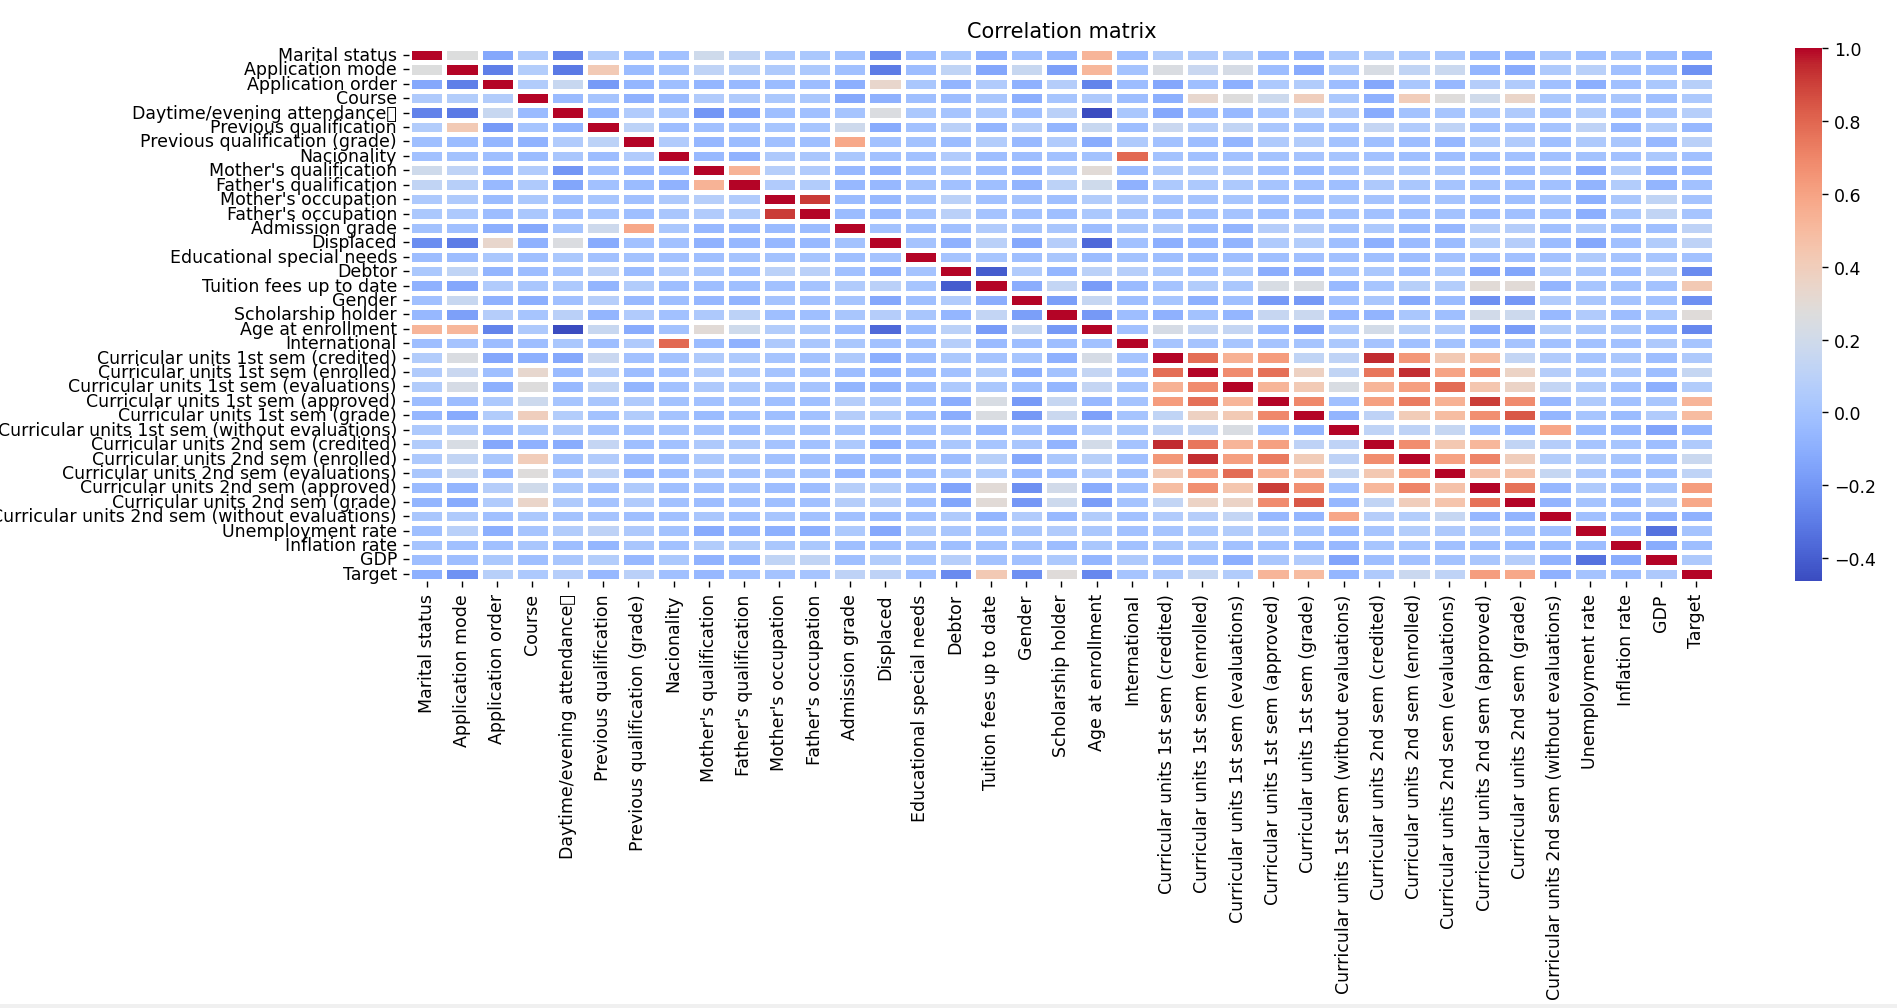 Correlation matrix
Marital status
Application mode
Application order
Course
Daytime/evening attendance
Previous qualification
Previous qualification (grade)
Nacionality
Mother's qualification
Father's qualification
Mother's occupation
Father's occupation
Admission grade
Displaced
Educational special needs
Debtor
Tuition fees up to date
Gender
Scholarship holder
Age at enrollment
International
Curricular units 1st sem (credited)
Curricular units 1st sem (enrolled)
Curricular units 1st sem (evaluations)
Curricular units 1st sem (approved)
Curricular units 1st sem (grade)
Curricular units 1st sem (without evaluations)
Curricular units 2nd sem (credited)
Curricular units 2nd sem (enrolled)
Curricular units 2nd sem (evaluations)
Curricular units 2nd sem (approved)
Curricular units 2nd sem (grade)
Curricular units 2nd sem (without evaluations)
Unemployment rate
Inflation rate
GDP
Target
Marital status
Application mode
Application order
Course
Daytime/evening attendance
Previous qualification
Previous qualification (grade)
Nacionality
Mother's qualification
Father's qualification
Mother's occupation
Father's occupation
Admission grade
Displaced
Educational special needs
Debtor
Tuition fees up to date
Gender
Scholarship holder
Age at enrollment
International
Curricular units 1st sem (credited)
Curricular units 1st sem (enrolled)
Curricular units 1st sem (evaluations)
Curricular units 1st sem (approved)
Curricular units 1st sem (grade)
Curricular units 1st sem (without evaluations)
Curricular units 2nd sem (credited)
Curricular units 2nd sem (enrolled)
Curricular units 2nd sem (evaluations)
Curricular units 2nd sem (approved)
Curricular units 2nd sem (grade)
Curricular units 2nd sem (without evaluations)
Unemployment rate
Inflation rate
GDP
Target
1.0
0.8
0.6
0.4
0.2
0.0
−0.2
−0.4